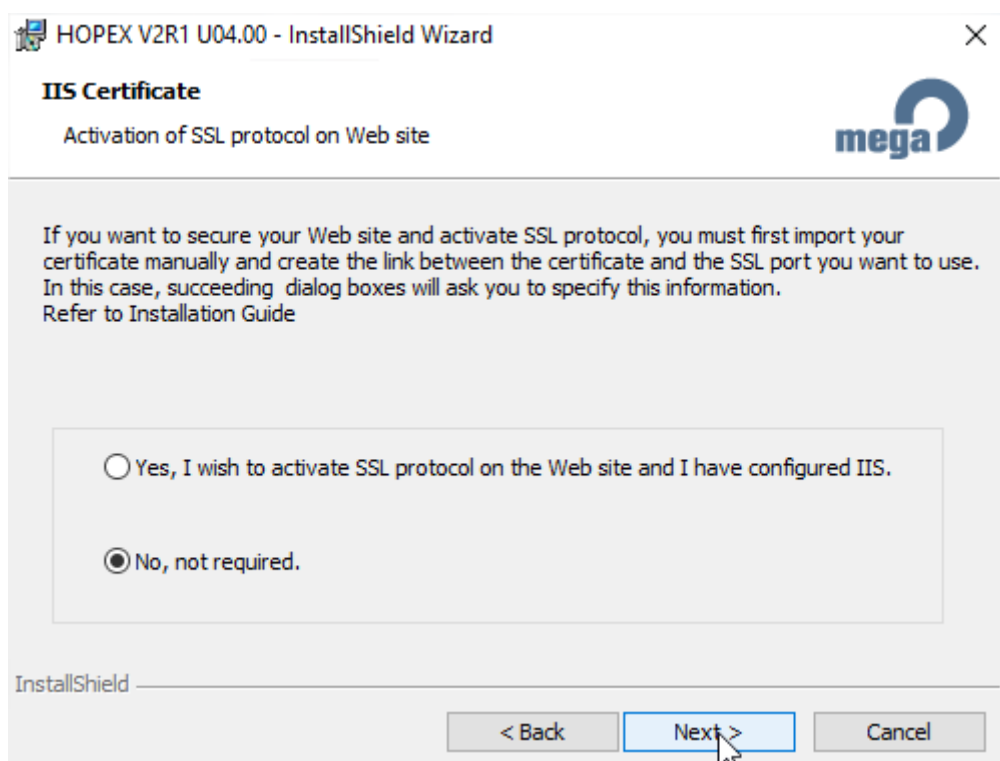 HOPEX V2R1 U04.00 - InstallShield Wizard
IIS Certificate
Activation of SSL protocol on Web site
mega
If you want to secure your Web site and activate SSL protocol, you must first import your
certificate manually and create the link between the certificate and the SSL port you want to use.
In this case, succeeding  dialog boxes will ask you to specify this information.
Refer to Installation Guide
Yes, I wish to activate SSL protocol on the Web site and I have configured IIS.
No, not required.
InstallShield
< Back
Next >
Cancel